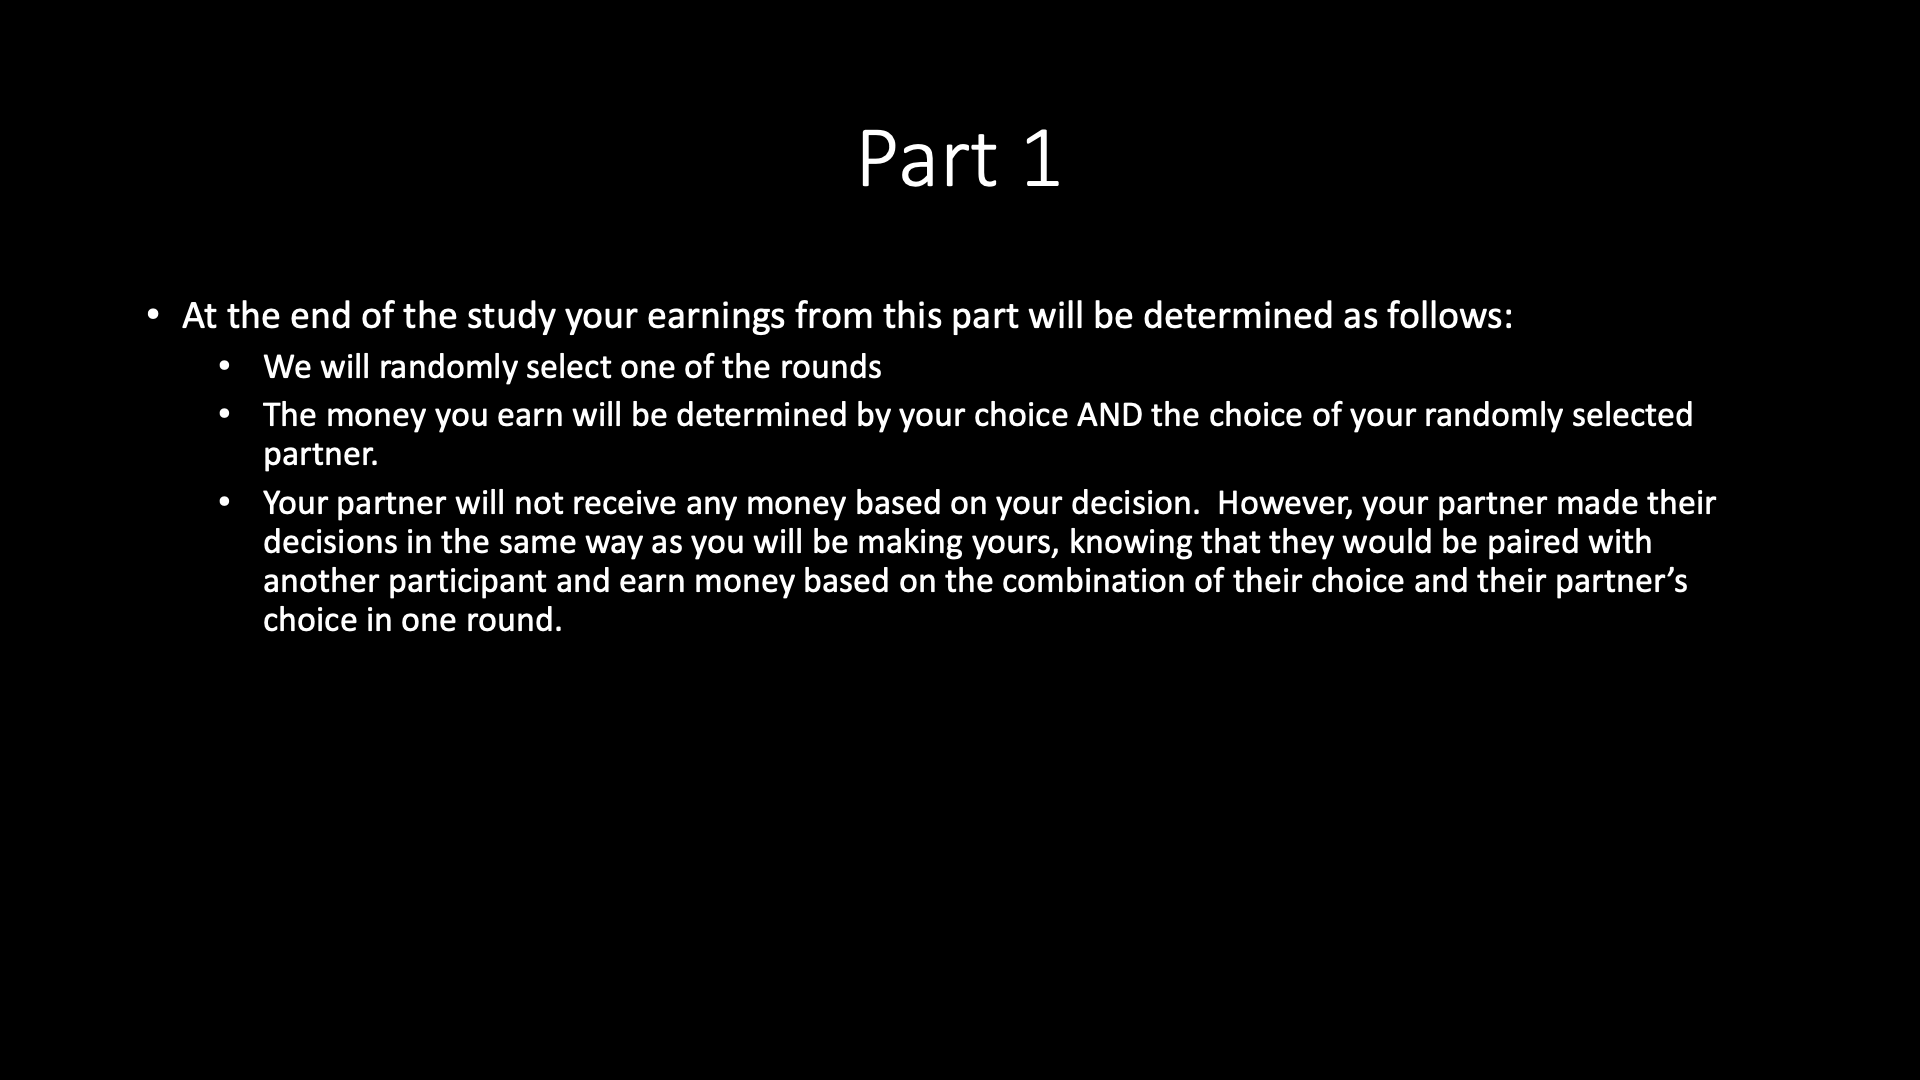 Part 1
• At the end of the study your earnings from this part will be determined as follows:
• We will randomly select one of the rounds
• The money you earn will be determined by your choice AND the choice of your randomly selected
partner.
• Your partner will not receive any money based on your decision.  However, your partner made their
decisions in the same way as you will be making yours, knowing that they would be paired with
another participant and earn money based on the combination of their choice and their partner’s
choice in one round.